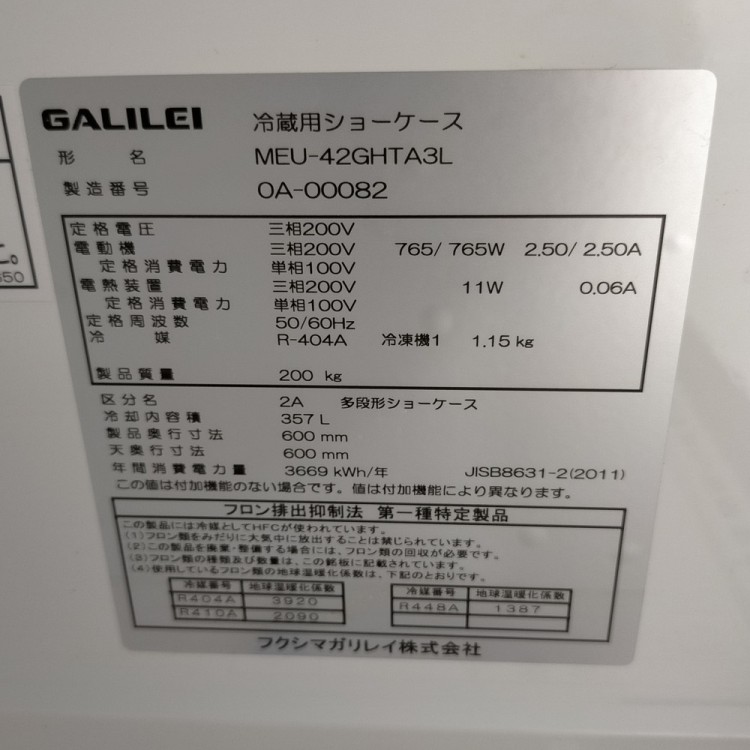 GALILEI 冷蔵用ショーケース
形 名 MEU-42GHTA3L
製造番号 0A-00082
定格電圧 三相200V
電動機 三相200V 765/ 765W 2.50/ 2.50A
定格消費電力 単相100V
電熱装置 三相200V 11W 0.06A
定格消費電力 単相100V
定格周波数 50/60Hz
冷 媒 R-404A 冷凍機1 1.15 kg
製品質量 200 kg
区分名 2A 多段形ショーケース
冷却内容積 357 L
製品奥行寸法 600 mm
天奥行寸法 600 mm
年間消費電力量 3669 kWh/年 JISB8631-2(2011)
この値は付加機能のない場合です。値は付加機能により異なります。
フロン排出抑制法 第一種特定製品
この製品には冷媒としてHFCが使われています。
(1)フロン類をみだりに大気中に放出することは禁じられています。
(2)この製品を廃棄・整備する場合には、フロン類の回収が必要です。
(3)フロン類の種類及び数量は、この銘板に記載されています。
(4)使用しているフロン類の地球温暖化係数は、下記のとおりです。
冷媒番号 地球温暖化係数 冷媒番号 地球温暖化係数
R404A 3920 R448A 1387
R410A 2090
フクシマガリレイ株式会社
た。